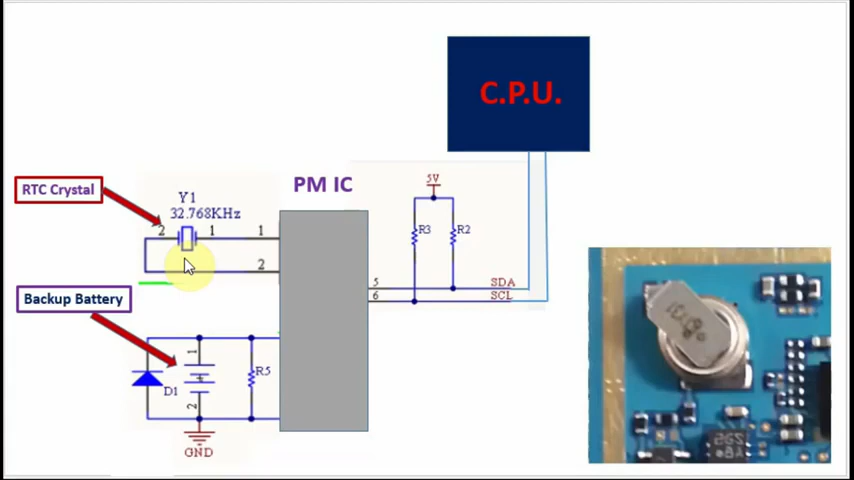 C.P.U.
RTC Crystal
PM IC
Y1
32.768KHz
2
1
1
2
5V
R3
R2
5
SDA
6
SCL
Backup Battery
1
D1
R5
2
GND